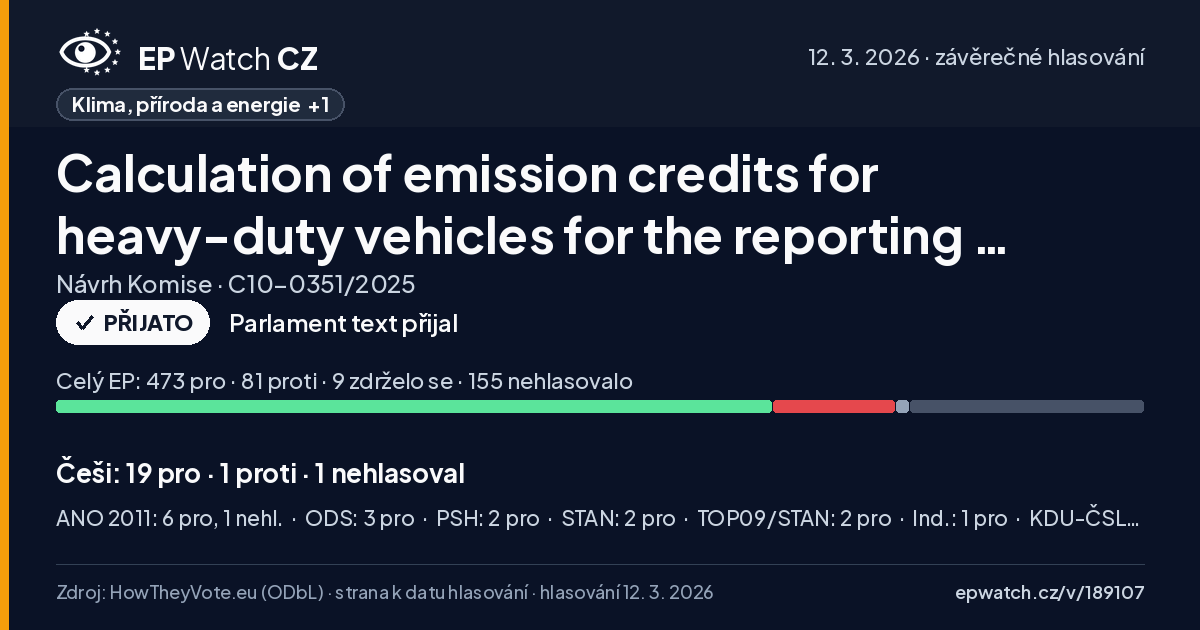 EP Watch CZ
12. 3. 2026 · závěrečné hlasování
Klima, příroda a energie +1
Calculation of emission credits for
heavy-duty vehicles for the reporting …
Návrh Komise · C10-0351/2025
✓ PŘIJATO Parlament text přijal
Celý EP: 473 pro · 81 proti · 9 zdrželo se · 155 nehlasovalo
Češi: 19 pro · 1 proti · 1 nehlasoval
ANO 2011: 6 pro, 1 nehl. · ODS: 3 pro · PSH: 2 pro · STAN: 2 pro · TOP09/STAN: 2 pro · Ind.: 1 pro · KDU-ČSL…
Zdroj: HowTheyVote.eu (ODbL) · strana k datu hlasování · hlasování 12. 3. 2026
epwatch.cz/v/189107